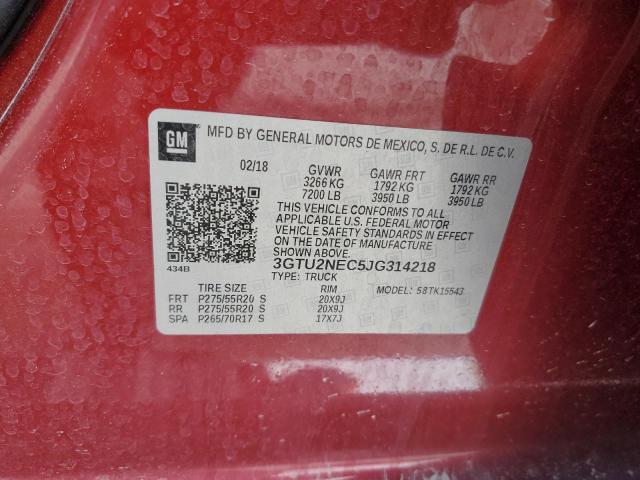 GM
MFD BY GENERAL MOTORS DE MEXICO, S. DE R.L. DE C.V.
02/18 GVWR GAWR FRT GAWR RR
3266 KG 1792 KG 1792 KG
7200 LB 3950 LB 3950 LB
THIS VEHICLE CONFORMS TO ALL
APPLICABLE U.S. FEDERAL MOTOR
VEHICLE SAFETY STANDARDS IN
EFFECT ON THE DATE OF MANUFACTURE
SHOWN ABOVE.
434B 3GTU2NEC5JG314218
TYPE: TRUCK
TIRE SIZE RIM MODEL: 58TK15543
FRT P275/55R20 S 20X9J
RR P275/55R20 S 20X9J
SPA P265/70R17 S 17X7J